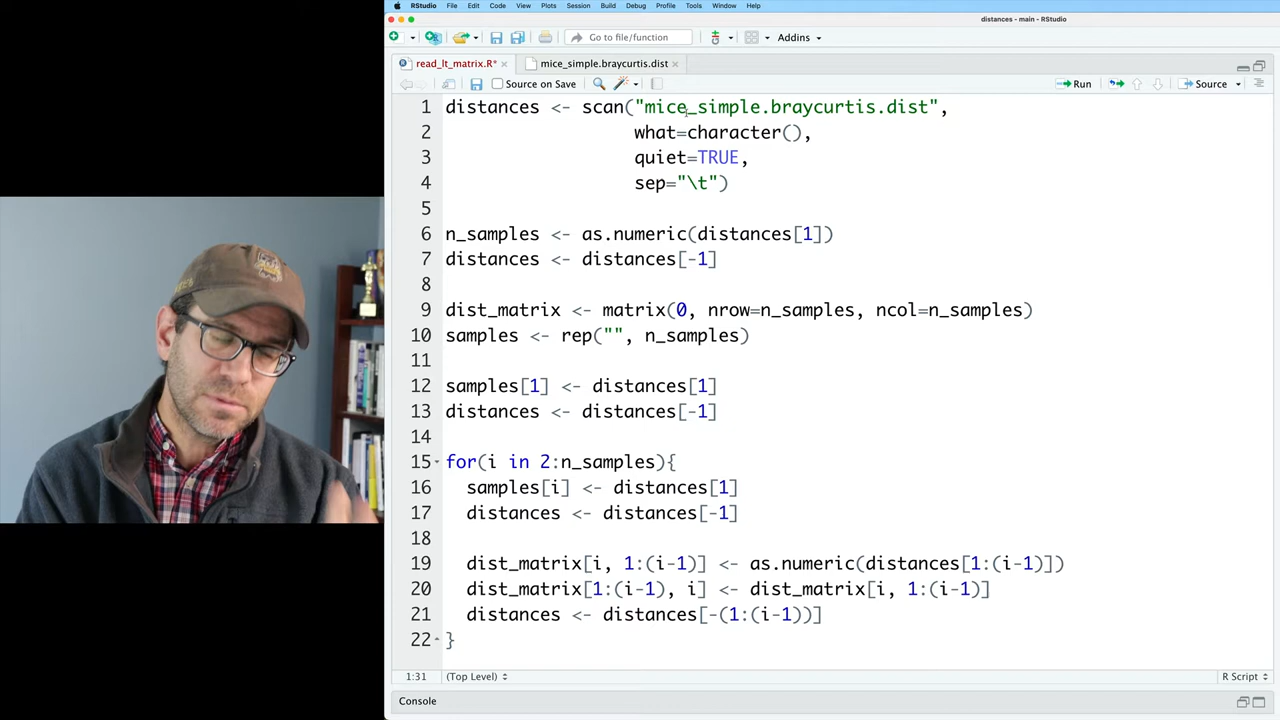 RStudio File Edit Code View Plots Session Build Debug Profile Tools Window Help
distances - main - RStudio
Go to file/function Addins
read_lt_matrix.R* mice_simple.braycurtis.dist
Source on Save Run Source
1 distances <- scan("mice_simple.braycurtis.dist",
2 what=character(),
3 quiet=TRUE,
4 sep="\t")
5
6 n_samples <- as.numeric(distances[1])
7 distances <- distances[-1]
8
9 dist_matrix <- matrix(0, nrow=n_samples, ncol=n_samples)
10 samples <- rep("", n_samples)
11
12 samples[1] <- distances[1]
13 distances <- distances[-1]
14
15 for(i in 2:n_samples){
16 samples[i] <- distances[1]
17 distances <- distances[-1]
18
19 dist_matrix[i, 1:(i-1)] <- as.numeric(distances[1:(i-1)])
20 dist_matrix[1:(i-1), i] <- dist_matrix[i, 1:(i-1)]
21 distances <- distances[-(1:(i-1))]
22 }
1:31 (Top Level) R Script
Console